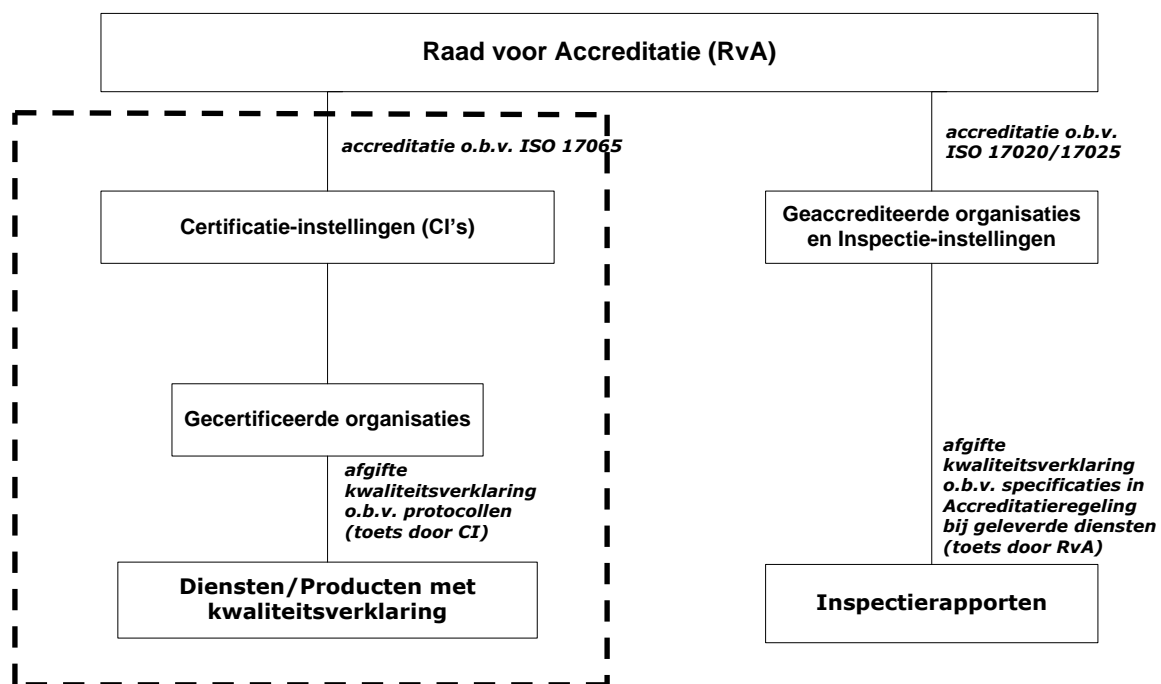 Raad voor Accreditatie (RvA)
accreditatie o.b.v. ISO 17065
accreditatie o.b.v.
ISO 17020/17025
Certificatie-instellingen (CI's)
Geaccrediteerde organisaties
en Inspectie-instellingen
Gecertificeerde organisaties
afgifte
kwaliteitsverklaring
o.b.v. protocollen
(toets door CI)
afgifte
kwaliteitsverklaring
o.b.v. specificaties in
Accreditatieregeling
bij geleverde diensten
(toets door RvA)
Diensten/Producten met
kwaliteitsverklaring
Inspectierapporten